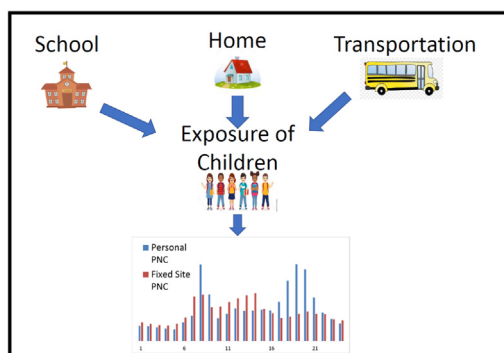 School
Home
Transportation
Exposure of
Children
Personal
PNC
Fixed Site
PNC
1 6 11 16 21